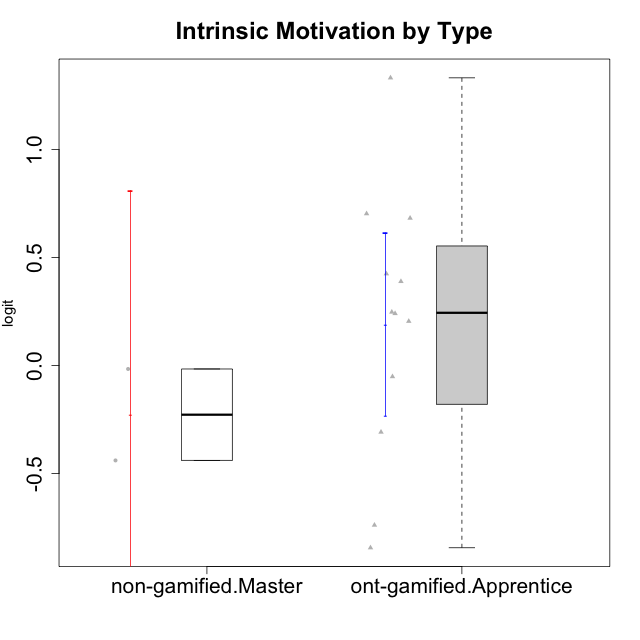 Intrinsic Motivation by Type
logit
1.0
0.5
0.0
-0.5
non-gamified.Master
ont-gamified.Apprentice